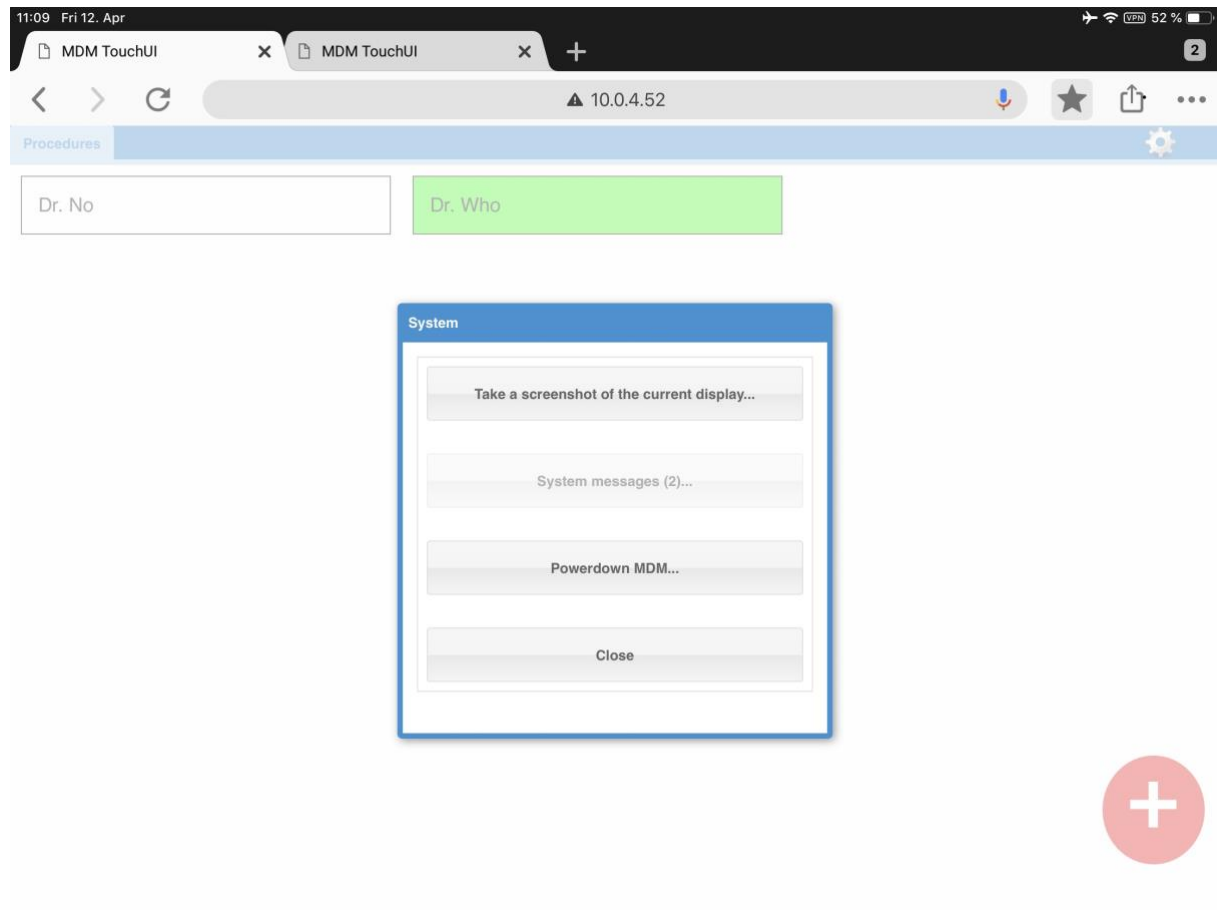 11:09 Fri 12. Apr
VPN 52 %
MDM TouchUI
MDM TouchUI
2
10.0.4.52
Procedures
Dr. No
Dr. Who
System
Take a screenshot of the current display...
System messages (2)...
Powerdown MDM...
Close